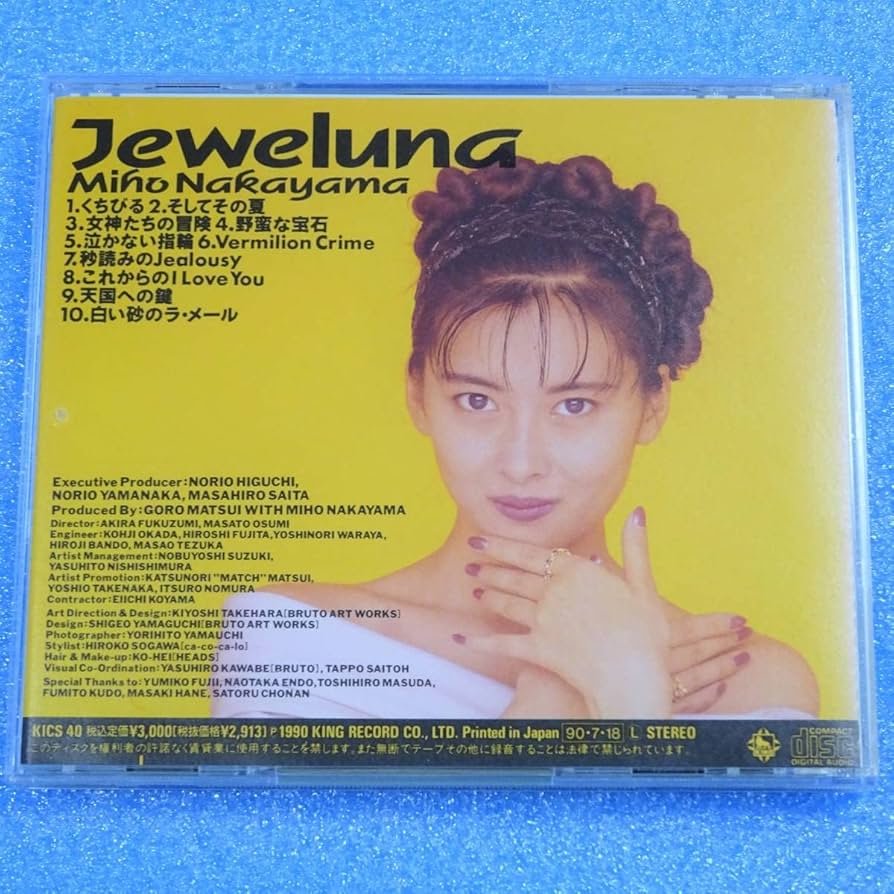 Jeweluna
Miho Nakayama
1.くちびる 2.そしてその夏
3.女神たちの冒険 4.野蛮な宝石
5.泣かない指輪 6.Vermilion Crime
7.秒読みのJealousy
8.これからのI Love You
9.天国への鍵
10.白い砂のラ・メール
Executive Producer:NORIO HIGUCHI,
NORIO YAMANAKA, MASAHIRO SAITA
Produced By:GORO MATSUI WITH MIHO NAKAYAMA
Director:AKIRA FUKUZUMI, MASATO OSUMI
Engineer:KOHJI OKADA, HIROSHI FUJITA,YOSHINORI WARAYA,
HIROJI BANDO, MASAO TEZUKA
Artist Management:NOBUYOSHI SUZUKI,
YASUHITO NISHISHIMURA
Artist Promotion:KATSUNORI "MATCH" MATSUI,
YOSHIO TAKENAKA, ITSURO NOMURA
Contractor:EIICHI KOYAMA
Art Direction & Design:KIYOSHI TAKEHARA[BRUTO ART WORKS]
Design:SHIGEO YAMAGUCHI[BRUTO ART WORKS]
Photographer:YORIHITO YAMAUCHI
Stylist:HIROKO SOGAWA[ca-co-ca-lo]
Hair & Make-up:KO-HEI[HEADS]
Visual Co-Ordination:YASUHIRO KAWABE[BRUTO], TAPPO SAITOH
Special Thanks to:YUMIKO FUJII, NAOTAKA ENDO,TOSHIHIRO MASUDA,
FUMITO KUDO, MASAKI HANE, SATORU CHONAN
KICS 40 税込定価¥3,000[税抜価格¥2,913] ℗1990 KING RECORD CO., LTD. Printed in Japan 90・7・18 L STEREO
このディスクを権利者の許諾なく賃貸業に使用することを禁じます。また無断でテープその他に録音することは法律で禁じられています。
COMPACT
disc
DIGITAL AUDIO